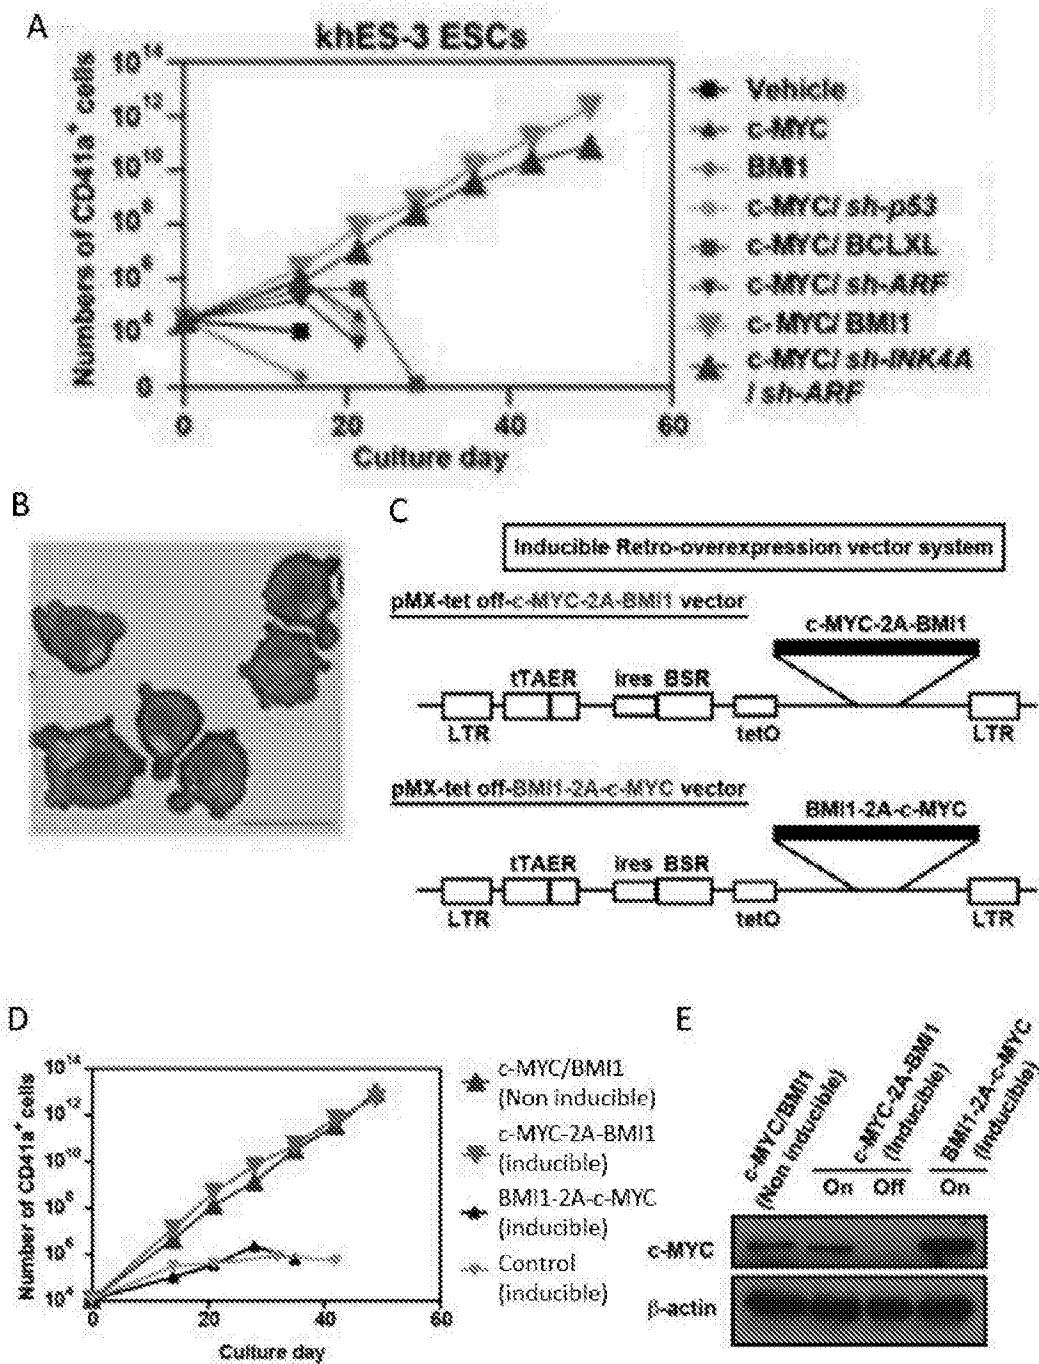 A
khES-3 ESCs
Numbers of CD41a+ cells
10^14
10^12
10^10
10^8
10^6
10^4
0
0
20
40
60
Culture day
Vehicle
c-MYC
BMI1
c-MYC/ sh-p53
c-MYC/ BCLXL
c-MYC/ sh-ARF
c-MYC/ BMI1
c-MYC/ sh-INK4A
/ sh-ARF
B
C
Inducible Retro-overexpression vector system
pMX-tet off-c-MYC-2A-BMI1 vector
c-MYC-2A-BMI1
tTAER
ires
BSR
LTR
tetO
LTR
pMX-tet off-BMI1-2A-c-MYC vector
BMI1-2A-c-MYC
tTAER
ires
BSR
LTR
tetO
LTR
D
Number of CD41a+ cells
10^14
10^12
10^10
10^8
10^6
10^4
0
20
40
60
Culture day
c-MYC/BMI1
(Non inducible)
c-MYC-2A-BMI1
(inducible)
BMI1-2A-c-MYC
(inducible)
Control
(inducible)
E
c-MYC/BMI1
(Non inducible)
c-MYC-2A-BMI1
(Inducible)
BMI1-2A-c-MYC
(Inducible)
On
Off
On
c-MYC
β-actin